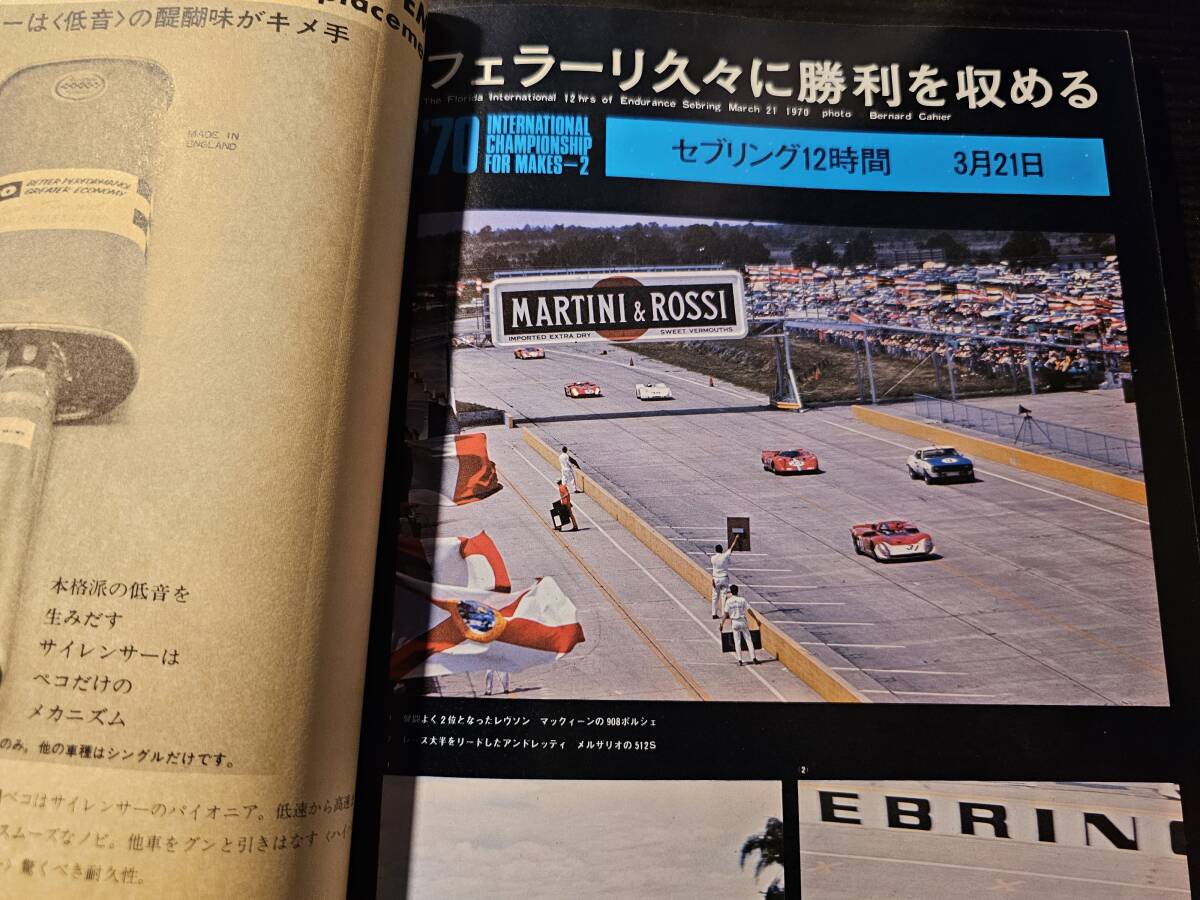 placeme
ーは〈低音〉の醍醐味がキメ手
MADE IN
ENGLAND
BETTER PERFORMANCE
GREATER ECONOMY
本格派の低音を
生みだす
サイレンサーは
ペコだけの
メカニズム
のみ。他の車種はシングルだけです。
ペコはサイレンサーのパイオニア。低速から高速
スムーズなノビ。他車をグンと引きはなす〈ハイ
〉驚くべき耐久性。
フェラーリ久々に勝利を収める
The Florida International 12hrs of Endurance Sebring March 21 1970 photo Bernard Cahier
'70 INTERNATIONAL
CHAMPIONSHIP
FOR MAKES-2
セブリング12時間 3月21日
MARTINI & ROSSI
IMPORTED EXTRA DRY SWEET VERMOUTHS
31
よく2位となったレヴソン マックィーンの908ポルシェ
レース大半をリードしたアンドレッティ メルザリオの512S
(2)
EBRING